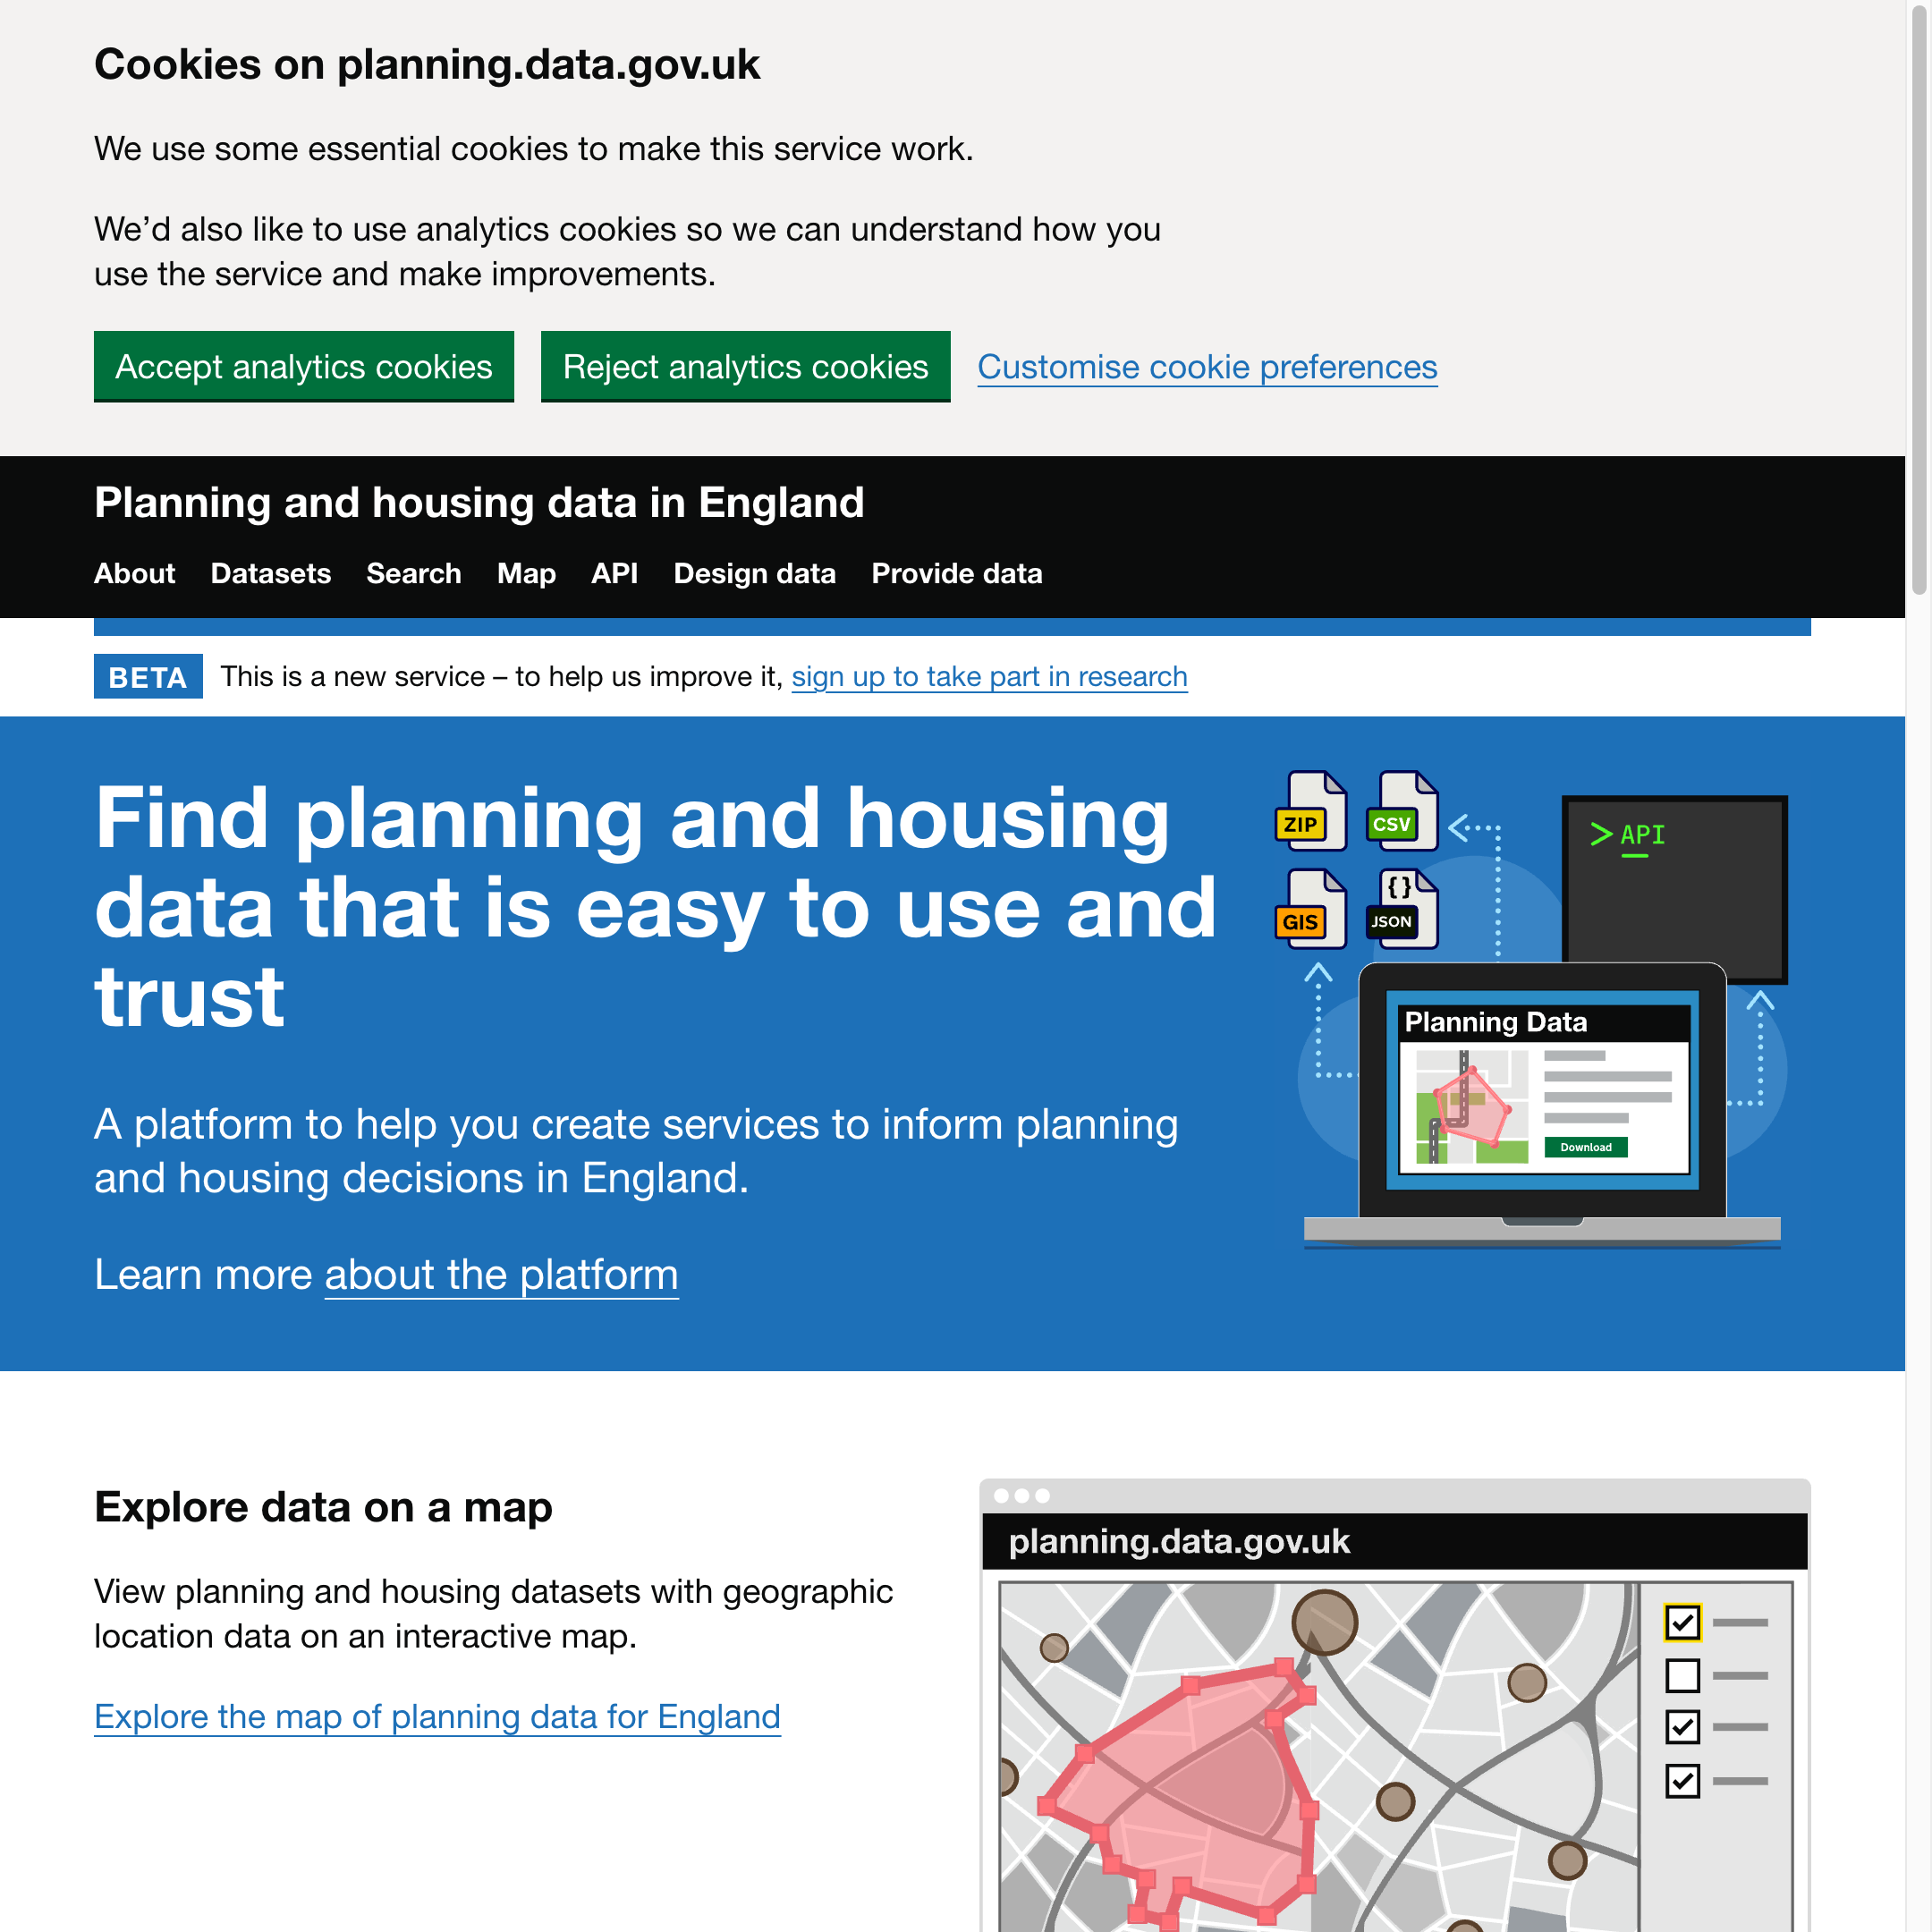 Cookies on planning.data.gov.uk
We use some essential cookies to make this service work.
We’d also like to use analytics cookies so we can understand how you
use the service and make improvements.
Accept analytics cookies Reject analytics cookies Customise cookie preferences
Planning and housing data in England
About Datasets Search Map API Design data Provide data
BETA This is a new service – to help us improve it, sign up to take part in research
Find planning and housing
data that is easy to use and
trust
A platform to help you create services to inform planning
and housing decisions in England.
Learn more about the platform
ZIP CSV
GIS {} JSON
>API
Planning Data
Download
Explore data on a map
View planning and housing datasets with geographic
location data on an interactive map.
Explore the map of planning data for England
planning.data.gov.uk